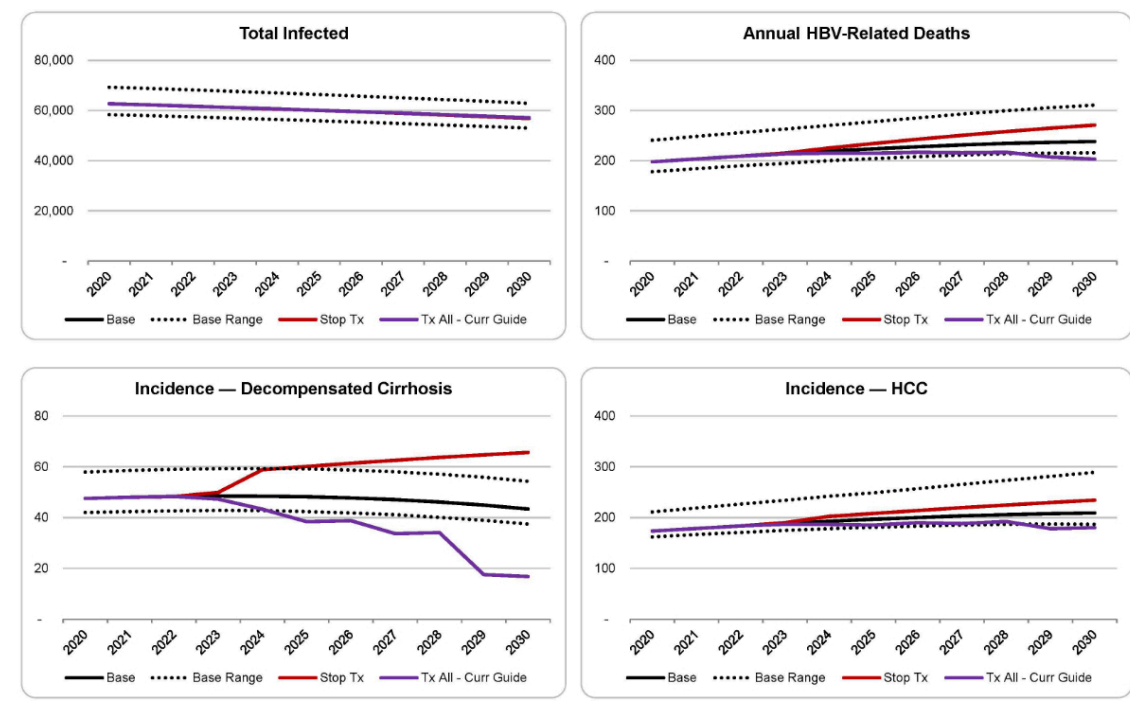 Total Infected
80,000
60,000
40,000
20,000
-
2020 2021 2022 2023 2024 2025 2026 2027 2028 2029 2030
Base Base Range Stop Tx Tx All - Curr Guide
Annual HBV-Related Deaths
400
300
200
100
-
2020 2021 2022 2023 2024 2025 2026 2027 2028 2029 2030
Base Base Range Stop Tx Tx All - Curr Guide
Incidence — Decompensated Cirrhosis
80
60
40
20
-
2020 2021 2022 2023 2024 2025 2026 2027 2028 2029 2030
Base Base Range Stop Tx Tx All - Curr Guide
Incidence — HCC
400
300
200
100
-
2020 2021 2022 2023 2024 2025 2026 2027 2028 2029 2030
Base Base Range Stop Tx Tx All - Curr Guide